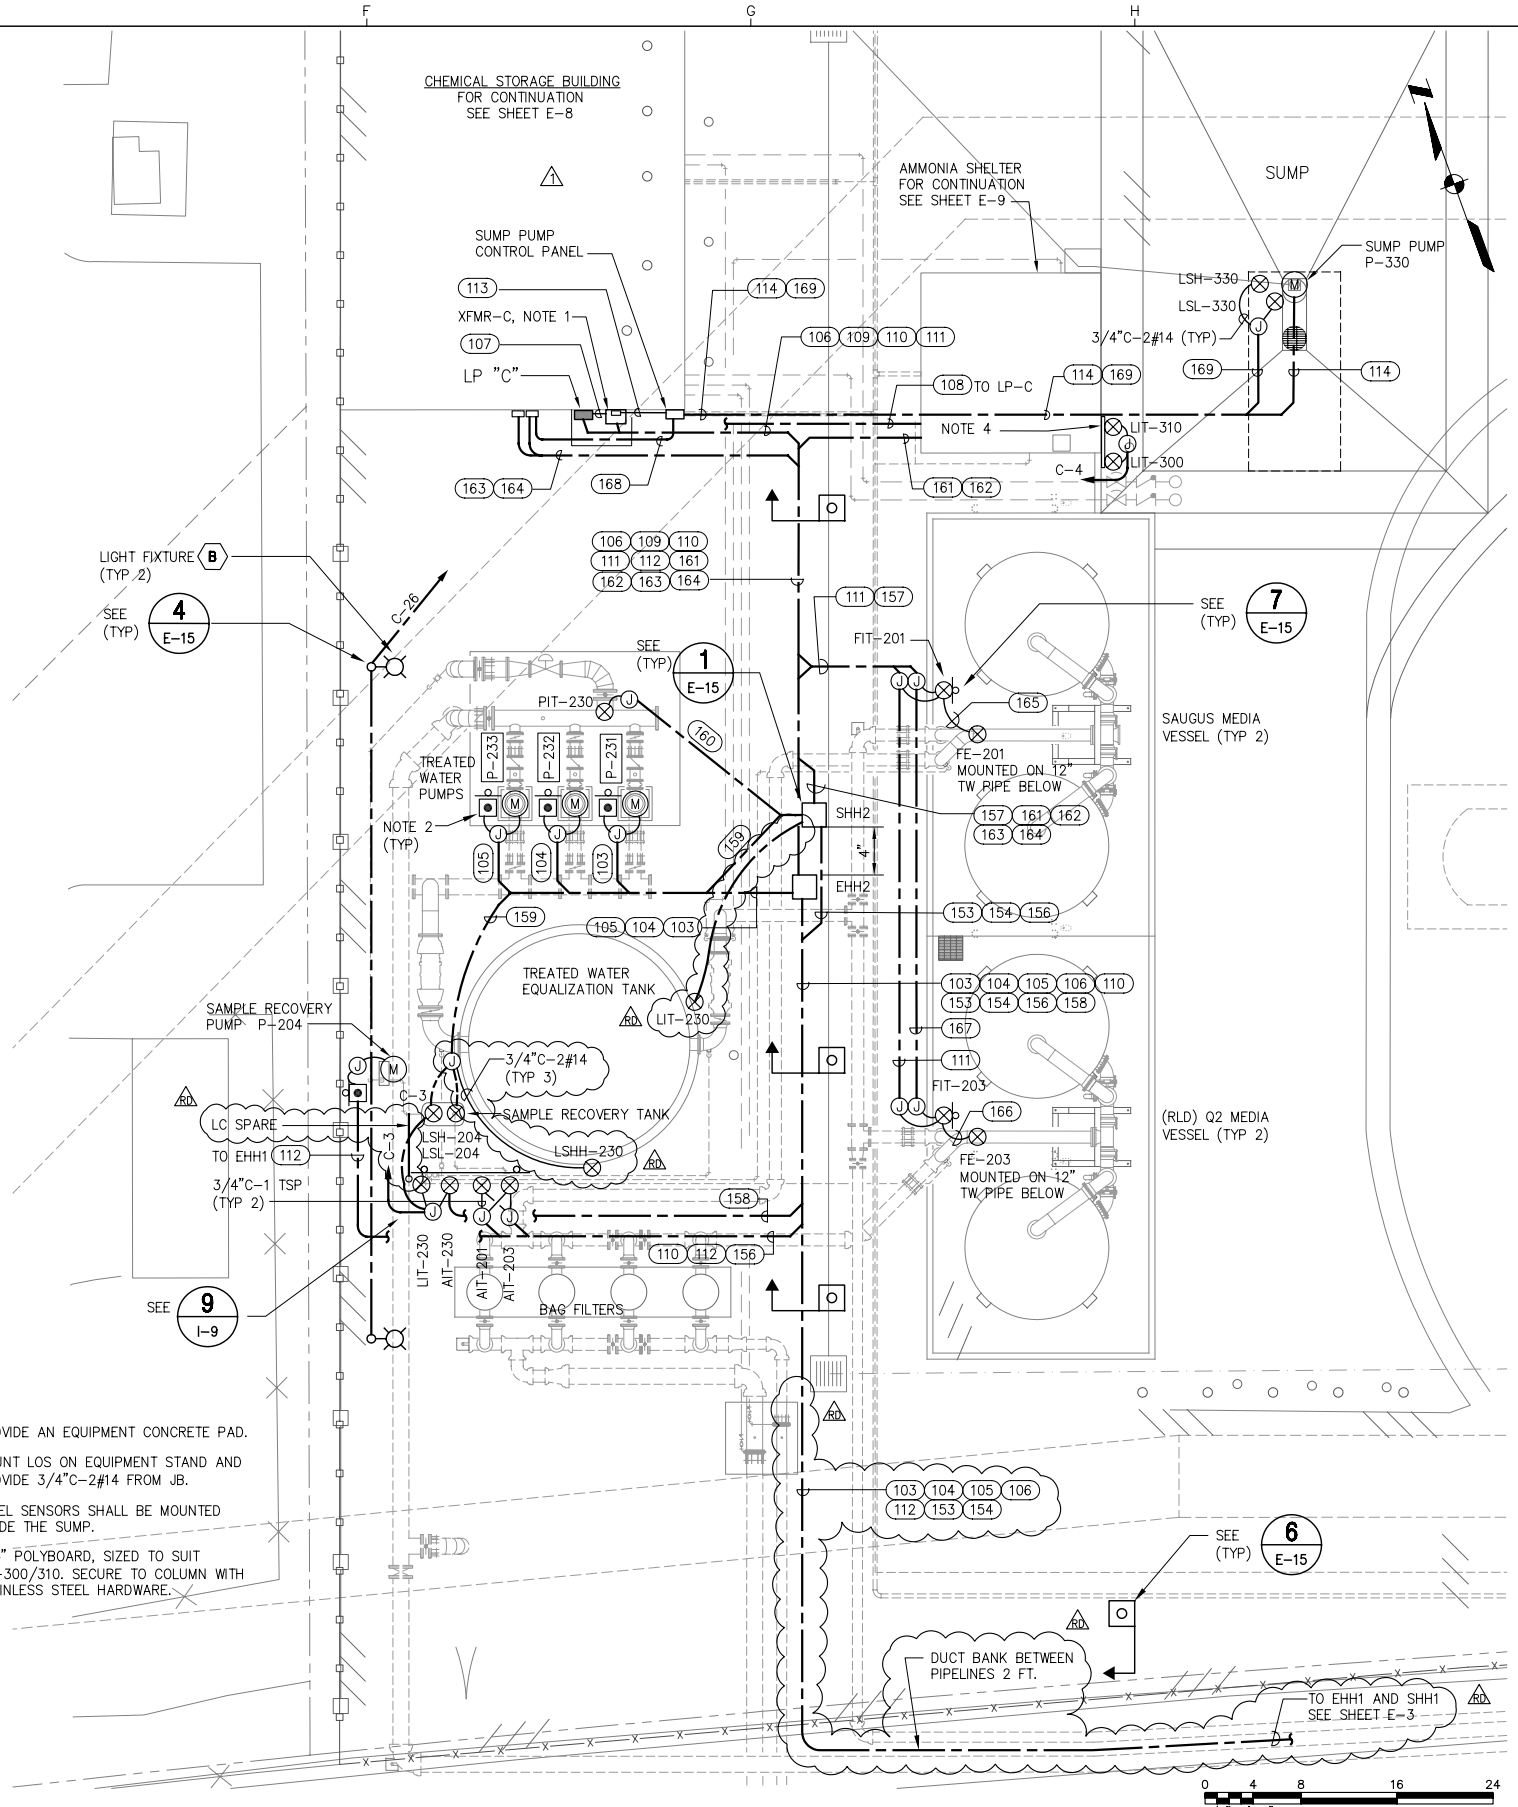 F
G
H
CHEMICAL STORAGE BUILDING
FOR CONTINUATION
SEE SHEET E-8
1
Z
SUMP
AMMONIA SHELTER
FOR CONTINUATION
SEE SHEET E-9
SUMP PUMP
CONTROL PANEL
SUMP PUMP
P-330
LSH-330
M
LSL-330
J
3/4"C-2#14 (TYP)
113
114 169
XFMR-C, NOTE 1
107
106 109 110 111
LP "C"
108 TO LP-C
114 169
169
114
NOTE 4
LIT-310
J
LIT-300
C-4
163 164
168
161 162
106 109 110
111 112 161
162 163 164
LIGHT FIXTURE B
(TYP 2)
C-26
SEE
(TYP)
4
E-15
111 157
SEE
(TYP)
7
E-15
FIT-201
SEE
(TYP)
1
E-15
J J
165
PIT-230
J
160
SAUGUS MEDIA
VESSEL (TYP 2)
FE-201
MOUNTED ON 12"
TW PIPE BELOW
P-233
P-232
P-231
TREATED
WATER
PUMPS
M M M
NOTE 2
(TYP)
J J J
SHH2
157 161 162
163 164
4"
159
105
104
103
EHH2
159
105 104 103
153 154 156
TREATED WATER
EQUALIZATION TANK
103 104 105 106 110
153 154 156 158
RD
LIT-230
167
SAMPLE RECOVERY
PUMP P-204
111
J
M
J
3/4"C-2#14
(TYP 3)
FIT-203
RD
C-3
SAMPLE RECOVERY TANK
J J
166
LC SPARE
LSH-204
LSL-204
LSHH-230
RD
(RLD) Q2 MEDIA
VESSEL (TYP 2)
TO EHH1 112
C-3
FE-203
MOUNTED ON 12"
TW PIPE BELOW
3/4"C-1 TSP
(TYP 2)
158
J J J
110 112 156
LIT-230
AIT-230
AIT-201
AIT-203
SEE
9
I-9
BAG FILTERS
RD
OVIDE AN EQUIPMENT CONCRETE PAD.
UNT LOS ON EQUIPMENT STAND AND
OVIDE 3/4"C-2#14 FROM JB.
EL SENSORS SHALL BE MOUNTED
DE THE SUMP.
" POLYBOARD, SIZED TO SUIT
-300/310. SECURE TO COLUMN WITH
INLESS STEEL HARDWARE.
103 104 105 106
112 153 154
SEE
(TYP)
6
E-15
RD
DUCT BANK BETWEEN
PIPELINES 2 FT.
TO EHH1 AND SHH1
SEE SHEET E-3
RD
0 4 8 16 24